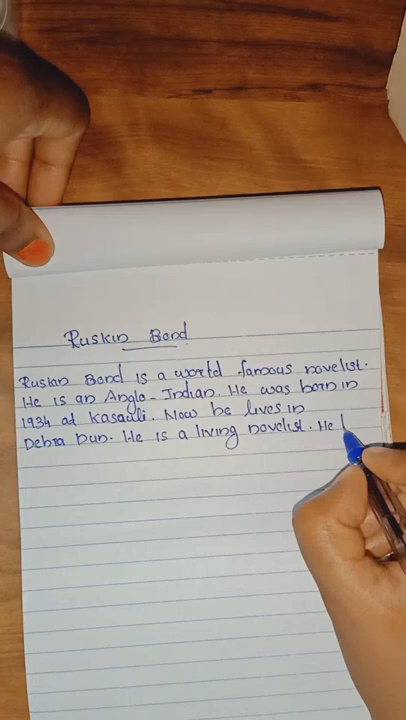 Ruskin Bond
Ruskin Bond is a world famous novelist.
He is an Anglo-Indian. He was born in
1934 at Kasauli. Now he lives in
Dehra Dun. He is a living novelist. He